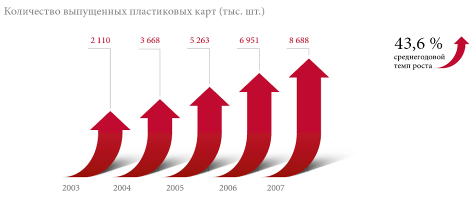 Количество выпущенных пластиковых карт (тыс. шт.)
2 110 3 668 5 263 6 951 8 688
43,6 %
среднегодовой
темп роста
2003 2004 2005 2006 2007